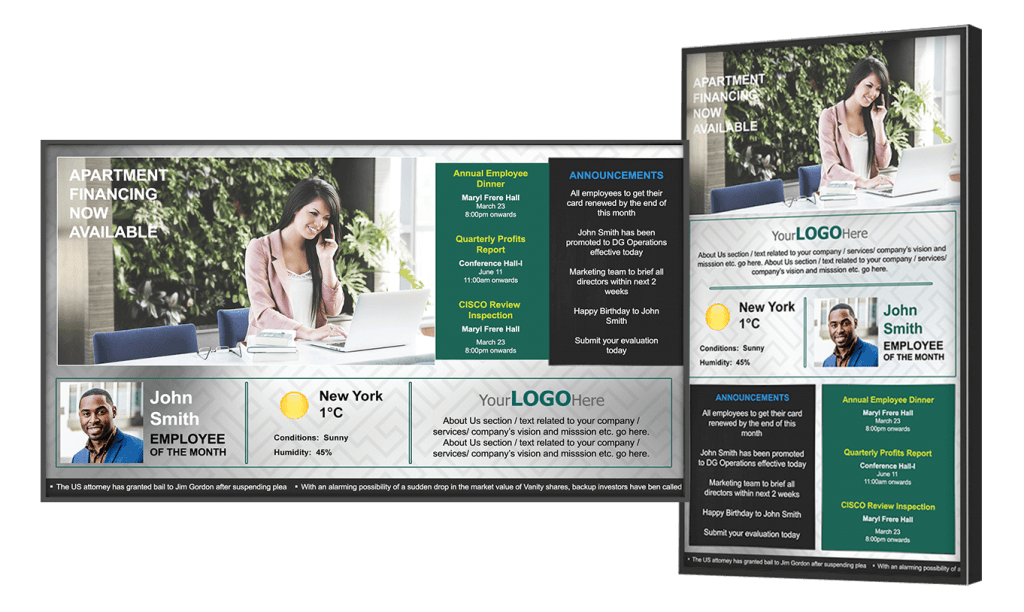 APARTMENT
FINANCING
NOW
AVAILABLE
Annual Employee
Dinner
Maryl Frere Hall
March 23
8:00pm onwards
Quarterly Profits
Report
Conference Hall-I
June 11
11:00am onwards
CISCO Review
Inspection
Maryl Frere Hall
March 23
8:00pm onwards
ANNOUNCEMENTS
All employees to get their
card renewed by the end of
this month
John Smith has been
promoted to DG Operations
effective today
Marketing team to brief all
directors within next 2
weeks
Happy Birthday to John
Smith
Submit your evaluation
today
John
Smith
EMPLOYEE
OF THE MONTH
New York
1°C
Conditions: Sunny
Humidity: 45%
YourLOGOHere
About Us section / text related to your company /
services/ company's vision and misssion etc. go here.
About Us section / text related to your company /
services/ company's vision and misssion etc. go here.
• The US attorney has granted bail to Jim Gordon after suspending plea • With an alarming possibility of a sudden drop in the market value of Vanity shares, backup investors have ben called
APARTMENT
FINANCING
NOW
AVAILABLE
YourLOGOHere
About Us section / text related to your company / services/ company's vision and
misssion etc. go here. About Us section / text related to your company / services/
company's vision and misssion etc. go here.
New York
1°C
Conditions: Sunny
Humidity: 45%
John
Smith
EMPLOYEE
OF THE MONTH
ANNOUNCEMENTS
All employees to get their card
renewed by the end of this
month
John Smith has been promoted
to DG Operations effective today
Marketing team to brief all
directors within next 2 weeks
Happy Birthday to John Smith
Submit your evaluation today
Annual Employee Dinner
Maryl Frere Hall
March 23
8:00pm onwards
Quarterly Profits Report
Conference Hall-I
June 11
11:00am onwards
CISCO Review Inspection
Maryl Frere Hall
March 23
8:00pm onwards
• The US attorney has granted bail to Jim Gordon after suspending plea • With an alarming possibility of a